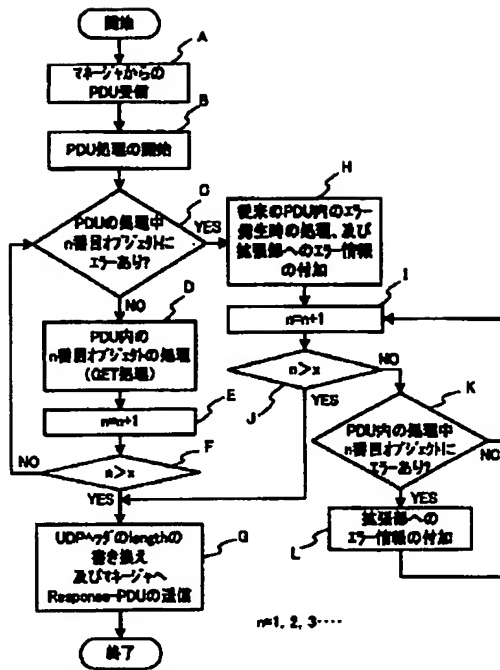 開始
A
マネージャからの
PDU受信
B
PDU処理の開始
C
PDUの処理中
n番目オブジェクトに
エラーあり?
YES
NO
H
従来のPDU内のエラー
発生時の処理、及び
拡張部へのエラー情報
の付加
D
PDU内の
n番目オブジェクトの処理
(GET処理)
I
n=n+1
E
n=n+1
n>x
J
NO
YES
F
n>x
NO
YES
K
PDU内の処理中
n番目オブジェクトに
エラーあり?
NO
YES
L
拡張部への
エラー情報の付加
G
UDPヘッダのlengthの
書き換え
及びマネージャへ
Response-PDUの送信
n=1, 2, 3‥‥
終了